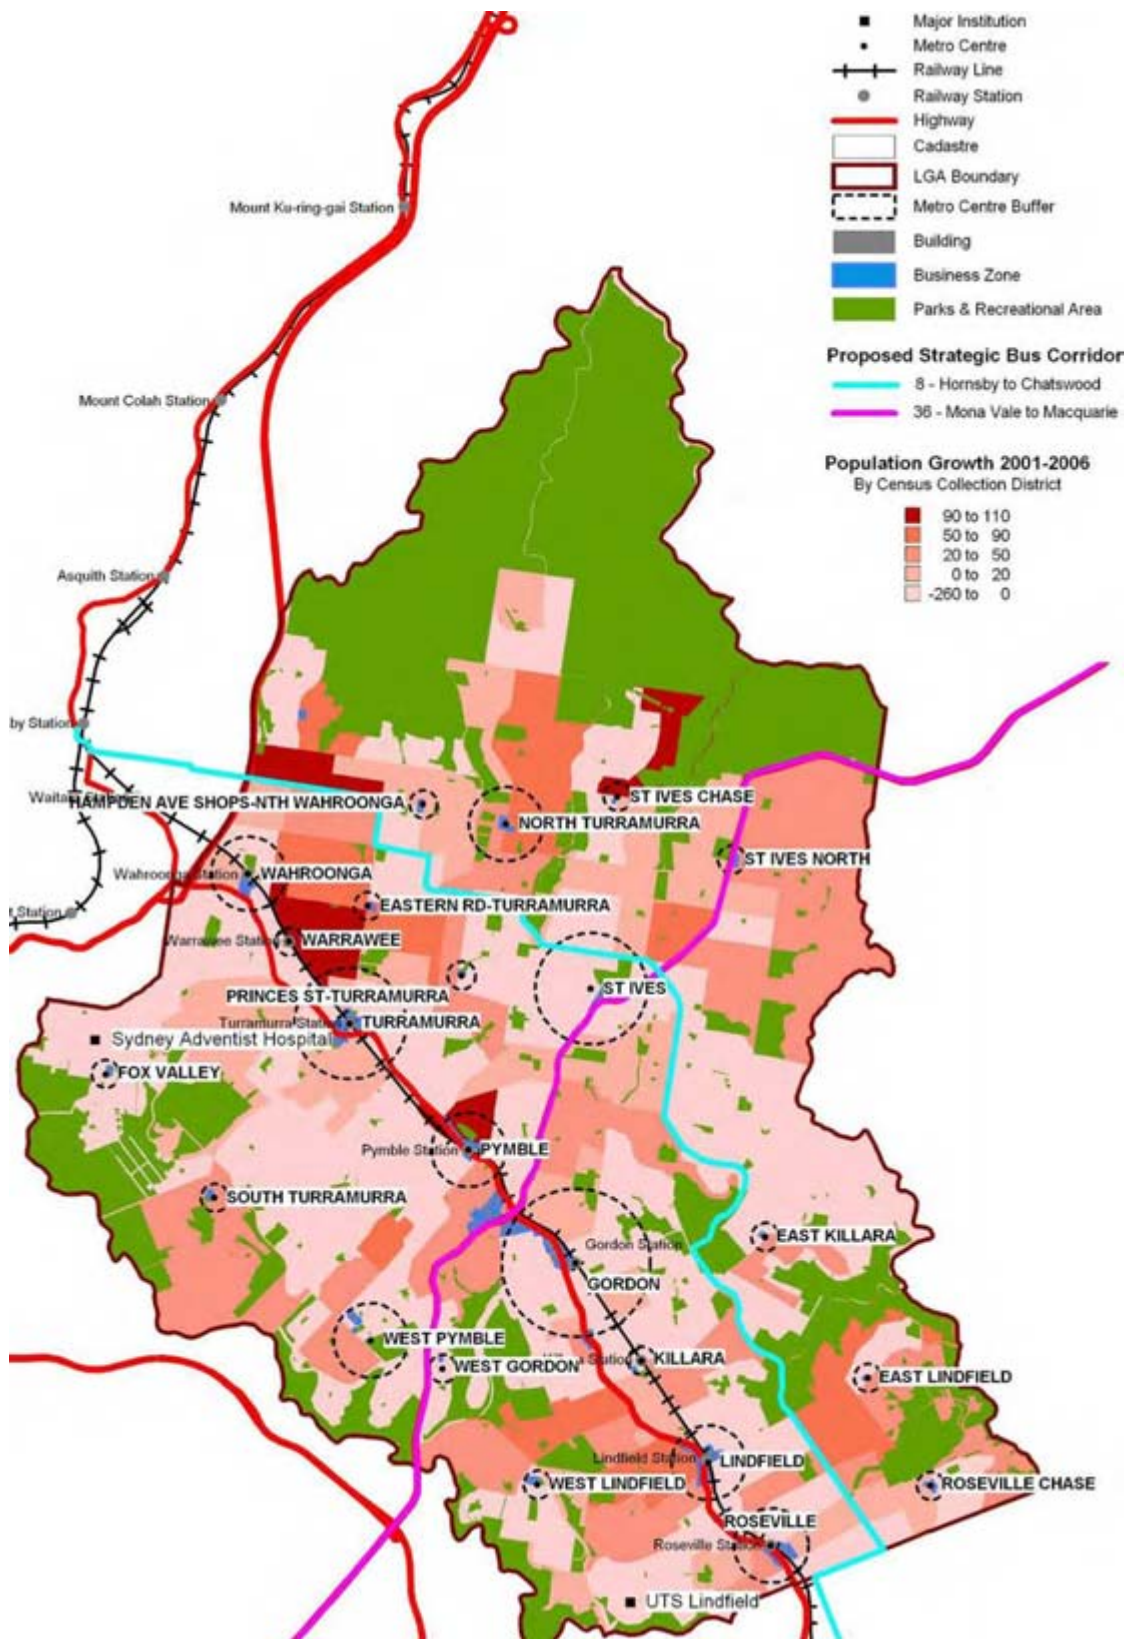 Major Institution
Metro Centre
Railway Line
Railway Station
Highway
Cadastre
LGA Boundary
Metro Centre Buffer
Building
Business Zone
Parks & Recreational Area
Proposed Strategic Bus Corridor
8 - Hornsby to Chatswood
36 - Mona Vale to Macquarie
Population Growth 2001-2006
By Census Collection District
90 to 110
50 to 90
20 to 50
0 to 20
-260 to 0
Mount Ku-ring-gai Station
Mount Colah Station
Asquith Station
by Station
HAMPDEN AVE SHOPS-NTH WAHROONGA
ST IVES CHASE
NORTH TURRAMURRA
ST IVES NORTH
Wahroonga Station
WAHROONGA
EASTERN RD-TURRAMURRA
t Station
Warrawee Station
WARRAWEE
PRINCES ST-TURRAMURRA
ST IVES
Turramurra Station
TURRAMURRA
Sydney Adventist Hospital
FOX VALLEY
Pymble Station
PYMBLE
SOUTH TURRAMURRA
EAST KILLARA
Gordon Station
GORDON
WEST PYMBLE
WEST GORDON
Station
KILLARA
EAST LINDFIELD
Lindfield Station
LINDFIELD
WEST LINDFIELD
ROSEVILLE CHASE
ROSEVILLE
Roseville Station
UTS Lindfield